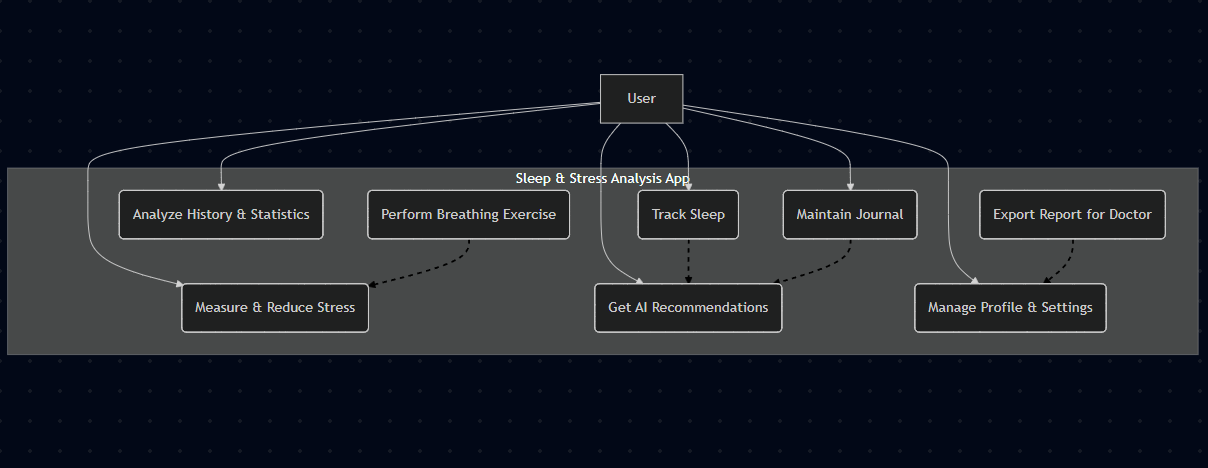 User
Sleep & Stress Analysis App
Analyze History & Statistics
Perform Breathing Exercise
Track Sleep
Maintain Journal
Export Report for Doctor
Measure & Reduce Stress
Get AI Recommendations
Manage Profile & Settings